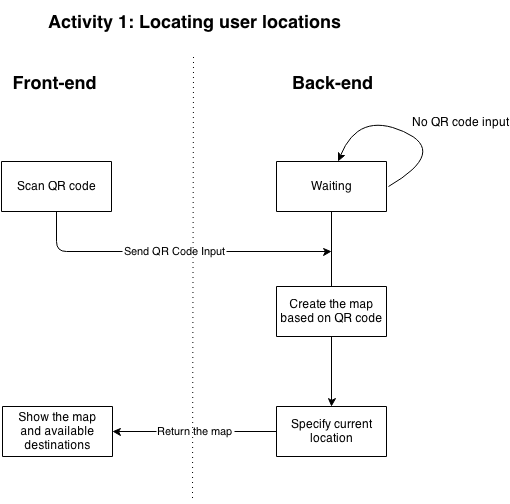 Activity 1: Locating user locations
Front-end
Back-end
No QR code input
Scan QR code
Waiting
Send QR Code Input
Create the map
based on QR code
Show the map
and available
destinations
Return the map
Specify current
location